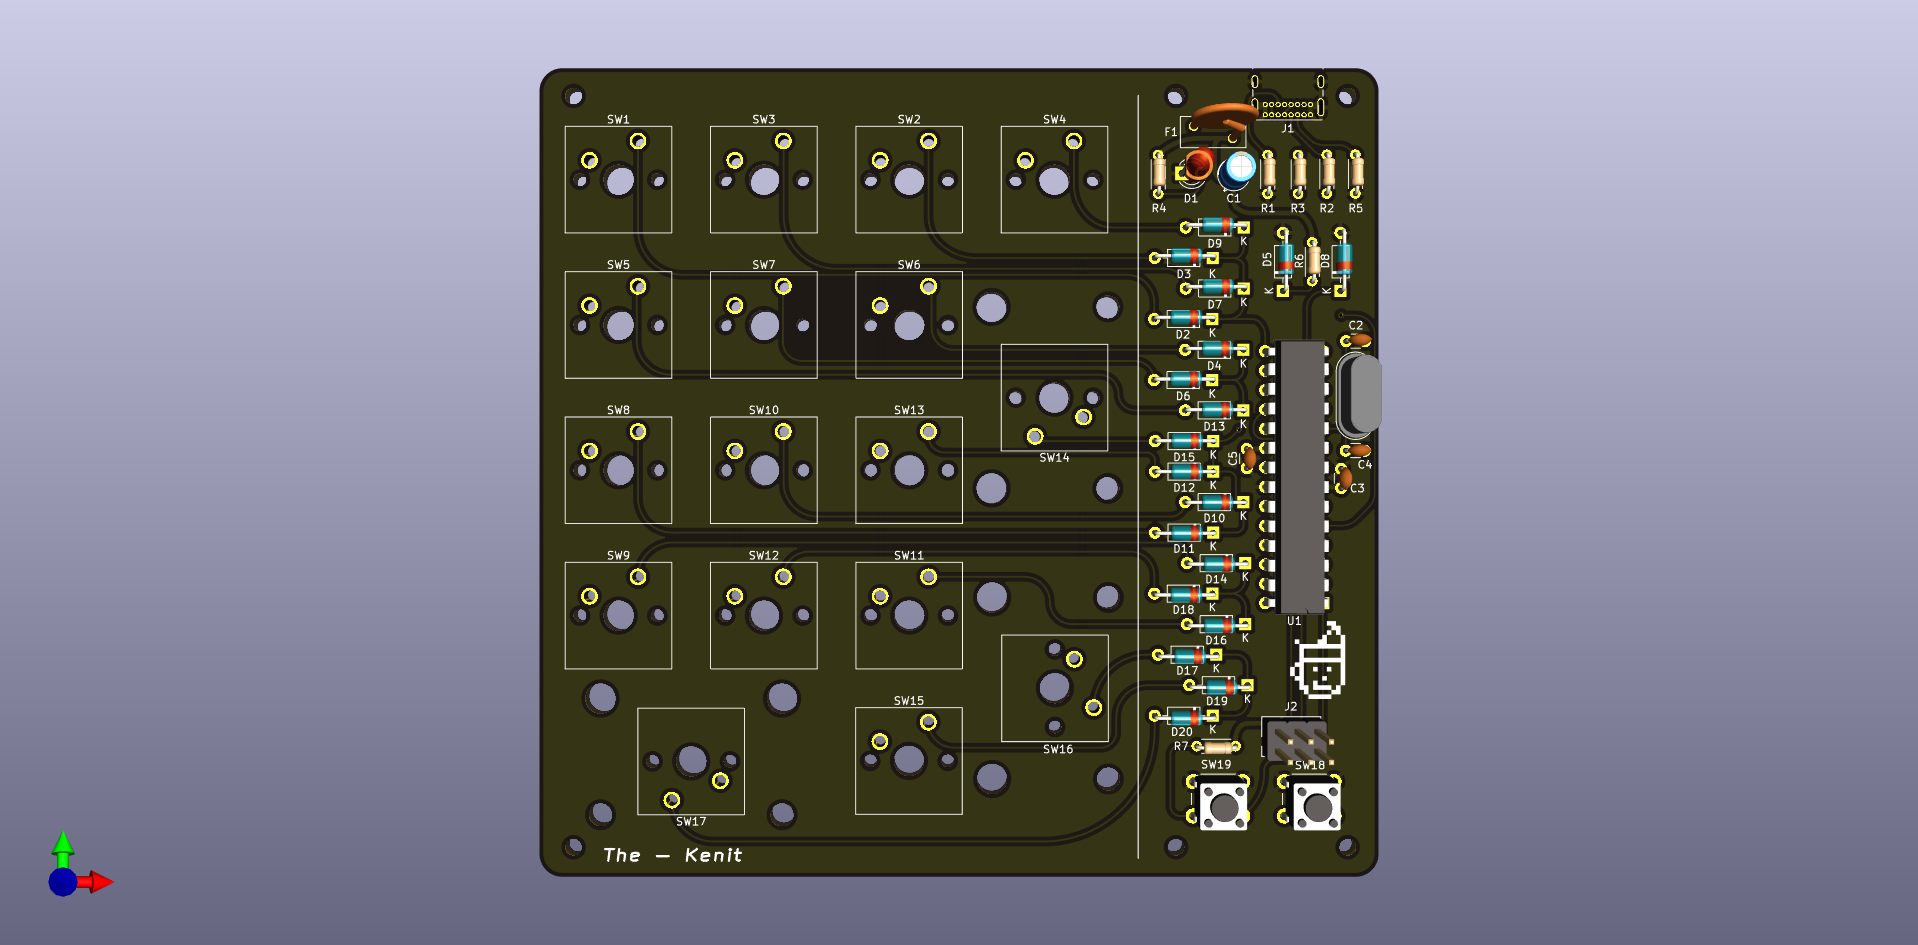 SW1 SW3 SW2 SW4
F1 J1
R4 D1 C1 R1 R3 R2 R5
D9 K
D3 K
D5 R6 D8
K K
D7 K
SW5 SW7 SW6
D2 K
C2
D4 K
D6 K
D13 K
SW8 SW10 SW13 SW14
D15 K
C5 C4
D12 K
C3
D10 K
D11 K
SW9 SW12 SW11
D14 K
D18 K
U1
D16 K
D17 K
SW15
D19 K
J2
D20 K
SW16
R7
SW19 SW18
SW17
The – Kenit